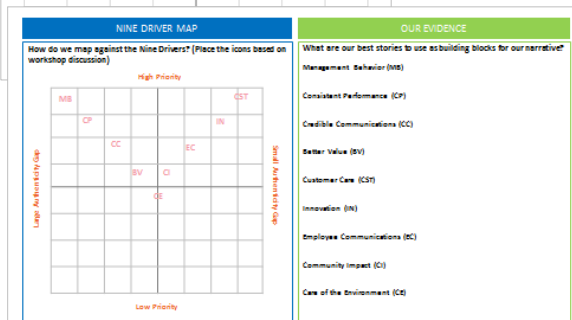 NINE DRIVER MAP
How do we map against the Nine Drivers? (Place the icons based on
workshop discussion)
High Priority
MB
CST
CP
IN
CC
EC
BV
CI
CE
Large Authenticity Gap
Small Authenticity Gap
Low Priority
OUR EVIDENCE
What are our best stories to use as building blocks for our narrative?
Management Behavior (MB)
Consistent Performance (CP)
Credible Communications (CC)
Better Value (BV)
Customer Care (CST)
Innovation (IN)
Employee Communications (EC)
Community Impact (CI)
Care of the Environment (CE)